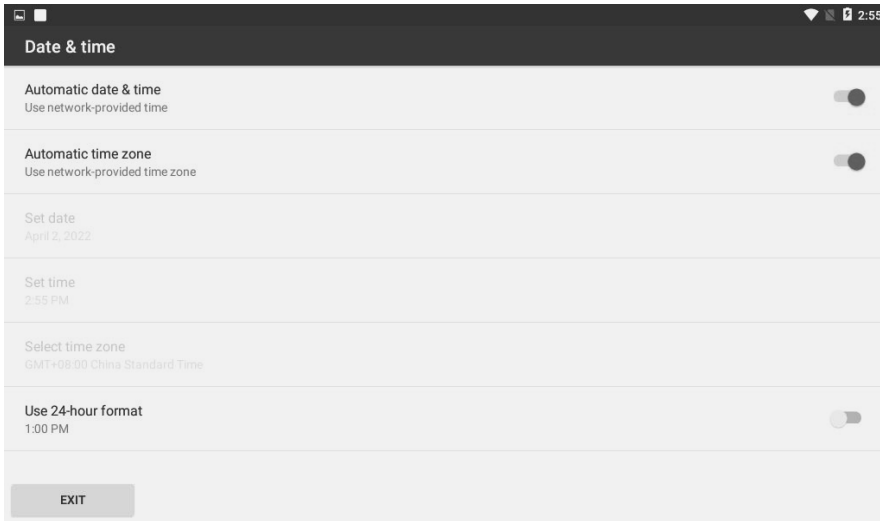 2:55
Date & time
Automatic date & time
Use network-provided time
Automatic time zone
Use network-provided time zone
Set date
April 2, 2022
Set time
2:55 PM
Select time zone
GMT+08:00 China Standard Time
Use 24-hour format
1:00 PM
EXIT